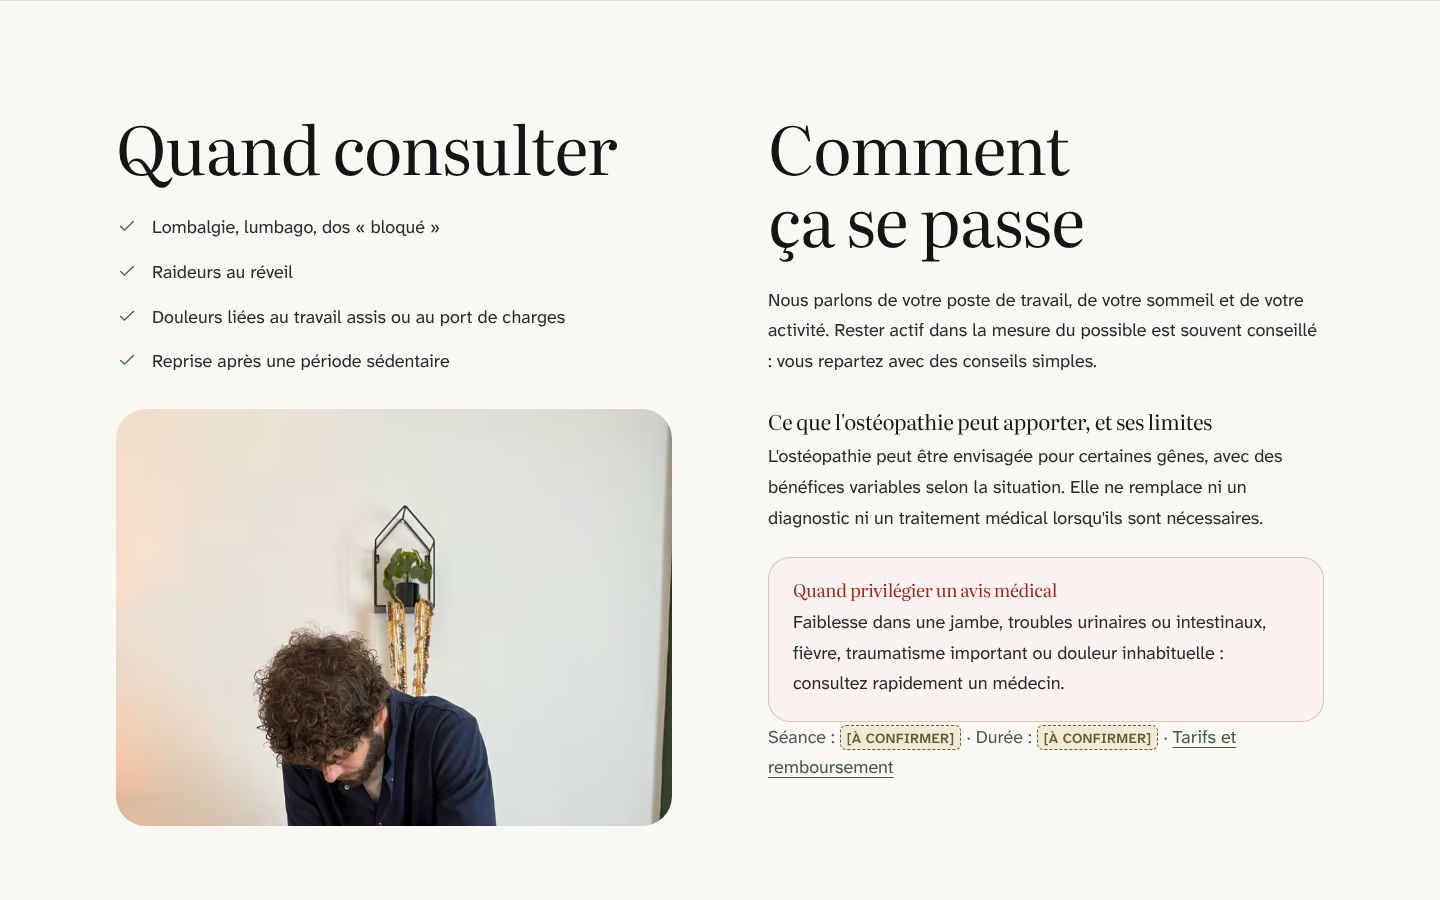 Quand consulter
Lombalgie, lumbago, dos « bloqué »
Raideurs au réveil
Douleurs liées au travail assis ou au port de charges
Reprise après une période sédentaire
Comment
ça se passe
Nous parlons de votre poste de travail, de votre sommeil et de votre
activité. Rester actif dans la mesure du possible est souvent conseillé
: vous repartez avec des conseils simples.
Ce que l'ostéopathie peut apporter, et ses limites
L'ostéopathie peut être envisagée pour certaines gênes, avec des
bénéfices variables selon la situation. Elle ne remplace ni un
diagnostic ni un traitement médical lorsqu'ils sont nécessaires.
Quand privilégier un avis médical
Faiblesse dans une jambe, troubles urinaires ou intestinaux,
fièvre, traumatisme important ou douleur inhabituelle :
consultez rapidement un médecin.
Séance : [À CONFIRMER] · Durée : [À CONFIRMER] · Tarifs et
remboursement